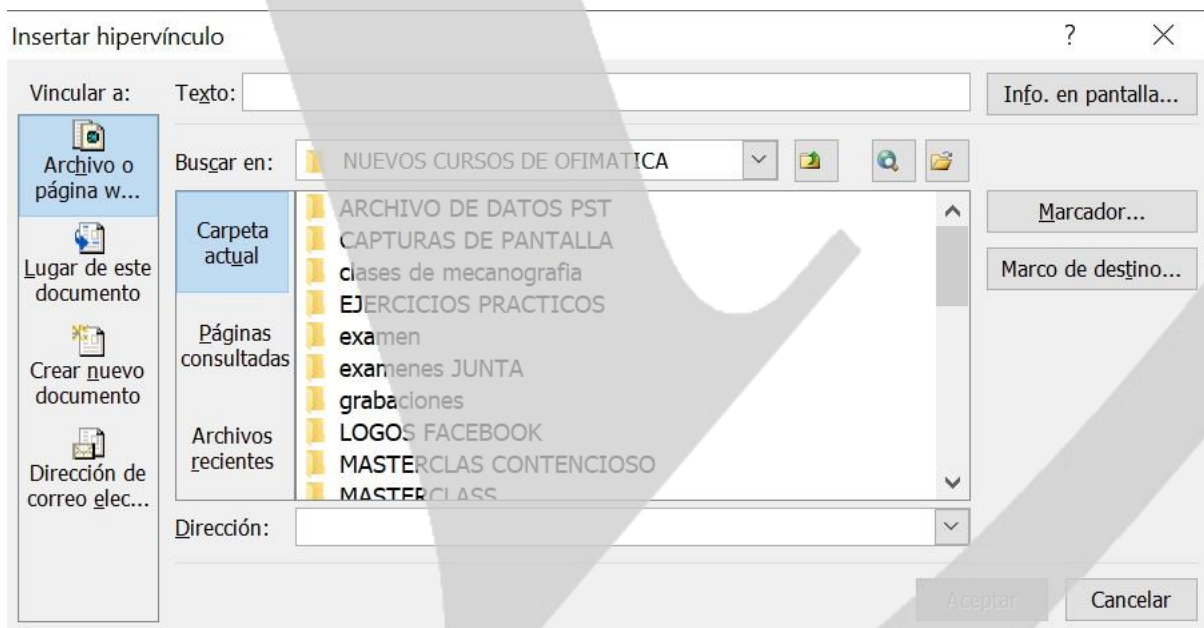 Insertar hipervínculo
?
Vincular a:
Texto:
Info. en pantalla...
Archivo o
página w...
Buscar en:
NUEVOS CURSOS DE OFIMATICA
Lugar de este
documento
Crear nuevo
documento
Dirección de
correo elec...
Carpeta
actual
Páginas
consultadas
Archivos
recientes
ARCHIVO DE DATOS PST
CAPTURAS DE PANTALLA
clases de mecanografia
EJERCICIOS PRACTICOS
examen
examenes JUNTA
grabaciones
LOGOS FACEBOOK
MASTERCLAS CONTENCIOSO
MASTERCLASS
Marcador...
Marco de destino...
Dirección:
Aceptar
Cancelar